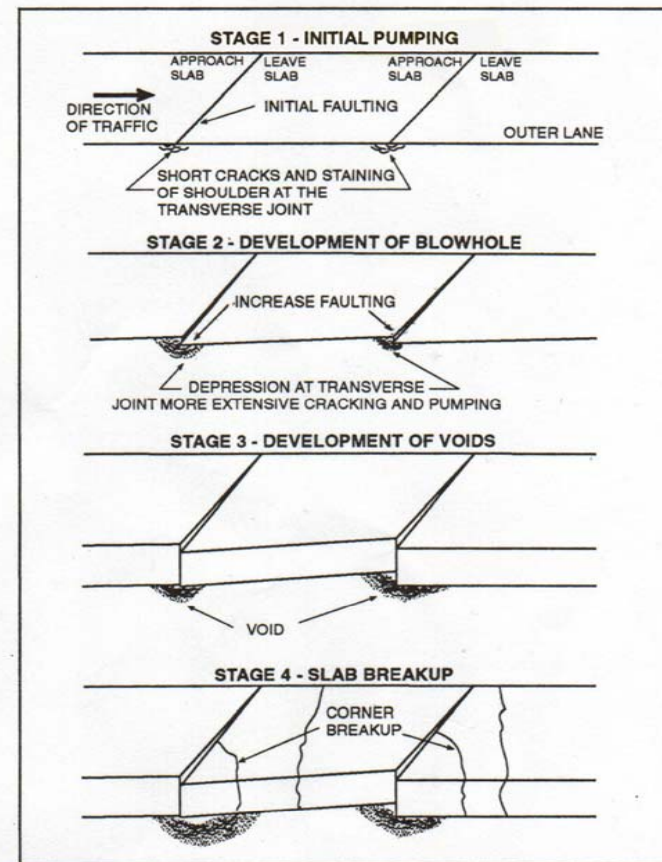 STAGE 1 - INITIAL PUMPING
APPROACH SLAB
LEAVE SLAB
APPROACH SLAB
LEAVE SLAB
DIRECTION OF TRAFFIC
INITIAL FAULTING
OUTER LANE
SHORT CRACKS AND STAINING
OF SHOULDER AT THE
TRANSVERSE JOINT
STAGE 2 - DEVELOPMENT OF BLOWHOLE
INCREASE FAULTING
DEPRESSION AT TRANSVERSE
JOINT MORE EXTENSIVE CRACKING AND PUMPING
STAGE 3 - DEVELOPMENT OF VOIDS
VOID
STAGE 4 - SLAB BREAKUP
CORNER
BREAKUP